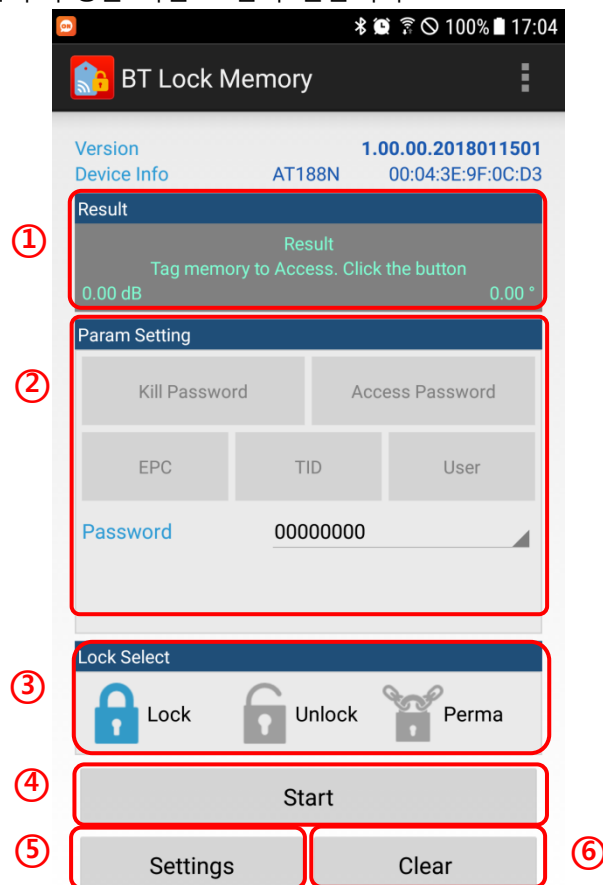 100% 17:04
BT Lock Memory
Version 1.00.00.2018011501
Device Info AT188N 00:04:3E:9F:0C:D3
① Result
Result
Tag memory to Access. Click the button
0.00 dB 0.00 °
Param Setting
② Kill Password Access Password
EPC TID User
Password 00000000
Lock Select
③ Lock Unlock Perma
④ Start
⑤ Settings Clear ⑥